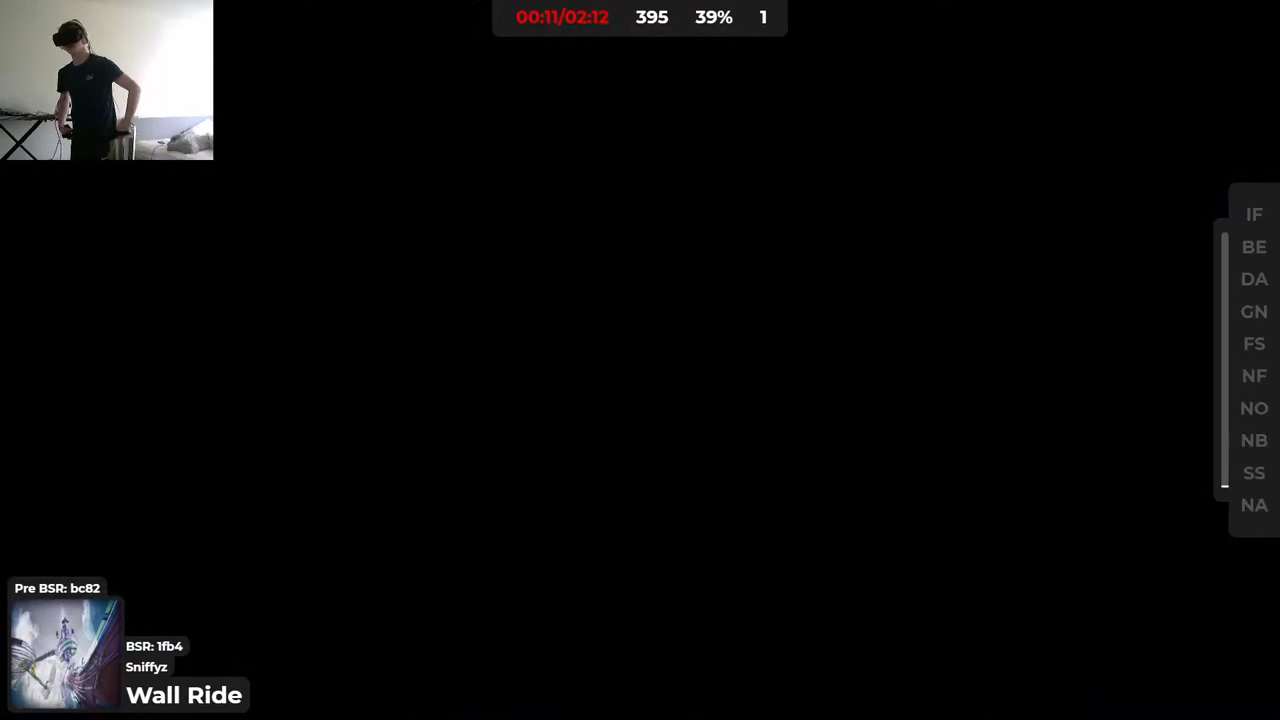 00:11/02:12 395 39% 1
IF
BE
DA
GN
FS
NF
NO
NB
SS
NA
Pre BSR: bc82
BSR: 1fb4
Sniffyz
Wall Ride